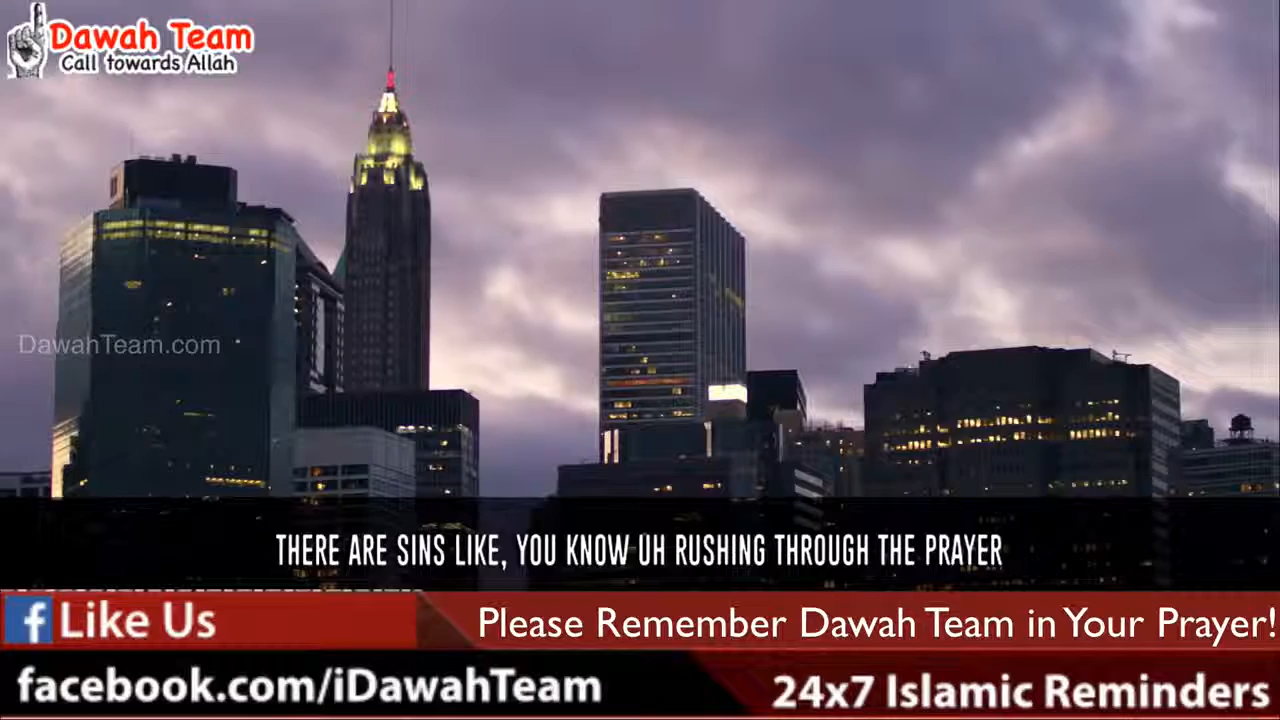 Dawah Team
Call towards Allah
DawahTeam.com
THERE ARE SINS LIKE, YOU KNOW UH RUSHING THROUGH THE PRAYER
f Like Us
Please Remember Dawah Team in Your Prayer!
facebook.com/iDawahTeam
24x7 Islamic Reminders